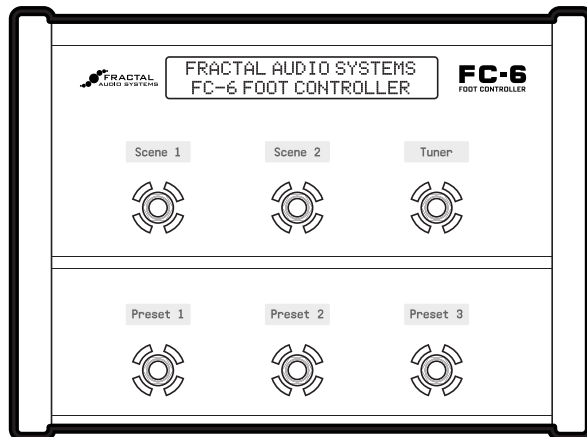 FRACTAL
AUDIO SYSTEMS
FRACTAL AUDIO SYSTEMS
FC-6 FOOT CONTROLLER
FC-6
FOOT CONTROLLER
Scene 1
Scene 2
Tuner
Preset 1
Preset 2
Preset 3